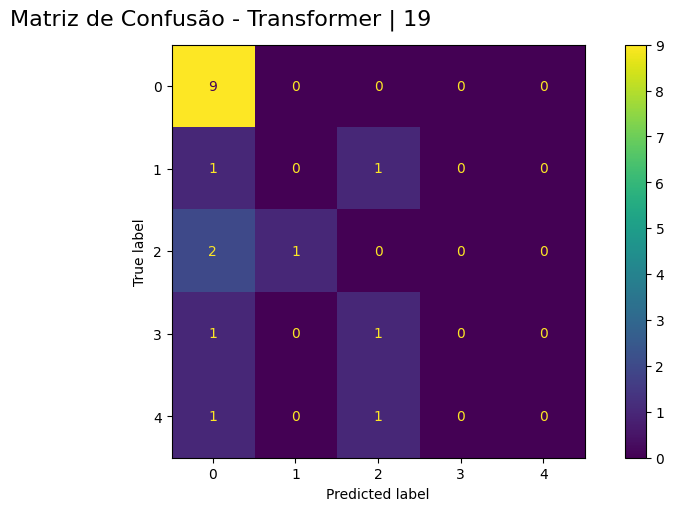 Matriz de Confusão - Transformer | 19
0 9 0 0 0 0
1 1 0 1 0 0
2 2 1 0 0 0
3 1 0 1 0 0
4 1 0 1 0 0
0 1 2 3 4
Predicted label
True label
9
8
7
6
5
4
3
2
1
0